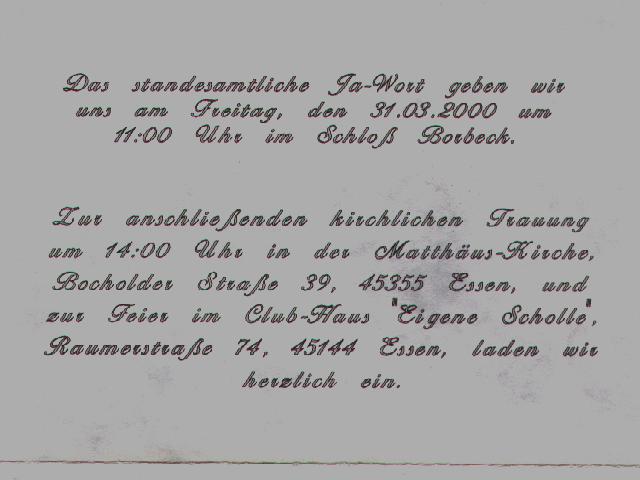 Das standesamtliche Ja-Wort geben wir
uns am Freitag, den 31.03.2000 um
11:00 Uhr im Schloß Borbeck.
Zur anschließenden kirchlichen Trauung
um 14:00 Uhr in der Matthäus-Kirche,
Bocholder Straße 39, 45355 Essen, und
zur Feier im Club-Haus "Eigene Scholle",
Raumerstraße 74, 45144 Essen, laden wir
herzlich ein.